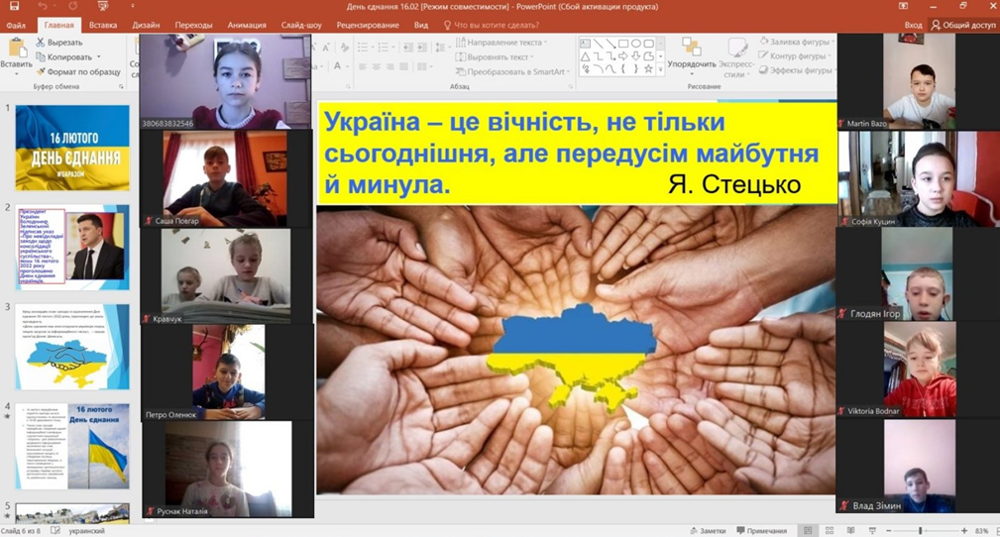 День єднання 16.02 [Режим совместимости] - PowerPoint (Сбой активации продукта)
Файл Главная Вставка Дизайн Переходы Анимация Слайд-шоу Рецензирование Вид Что вы хотите сделать? Вход Общий доступ
Вставить
Вырезать
Копировать
Формат по образцу
Буфер обмена
Направление текста
Выровнять текст
Преобразовать в SmartArt
Абзац
Упорядочить
Экспресс-
стили
Заливка фигуры
Контур фигуры
Эффекты фигуры
Рисование
1
16 ЛЮТОГО
ДЕНЬ ЄДНАННЯ
#UAРАЗОМ
2
Президент
України
Володимир
Зеленський
підписав указ
«Про невідкладні
заходи щодо
консолідації
українського
суспільства»,
яким 16 лютого
2022 року
проголошено
Днем єднання
українців.
3
4
16 лютого
День єднання
5
380683832546
Саша Повгар
Кравчук
Петро Оленюк
Руснак Наталія
Україна – це вічність, не тільки
сьогоднішня, але передусім майбутня
й минула. Я. Стецько
Martin Bazo
Софія Куцин
Глодян Ігор
Viktoria Bodnar
Влад Зімин
Слайд 6 из 8 украинский Заметки Примечания 83%